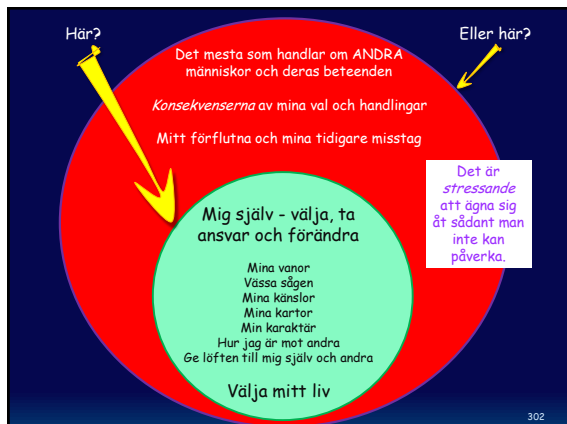 Här?
Eller här?
Det mesta som handlar om ANDRA
människor och deras beteenden
Konsekvenserna av mina val och handlingar
Mitt förflutna och mina tidigare misstag
Det är
stressande
att ägna sig
åt sådant man
inte kan
påverka.
Mig själv - välja, ta
ansvar och förändra
Mina vanor
Vässa sågen
Mina känslor
Mina kartor
Min karaktär
Hur jag är mot andra
Ge löften till mig själv och andra
Välja mitt liv
302